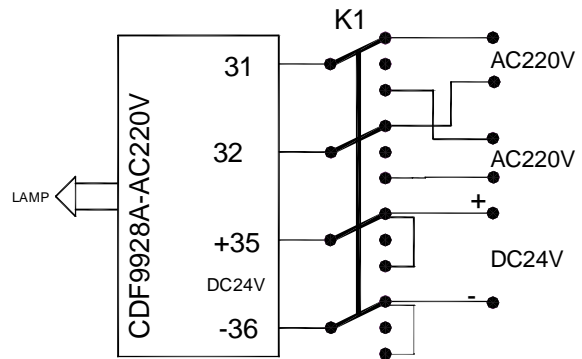 K1
31
AC220V
32
AC220V
LAMP
CDF9928A-AC220V
+
+35
DC24V
DC24V
-
-36